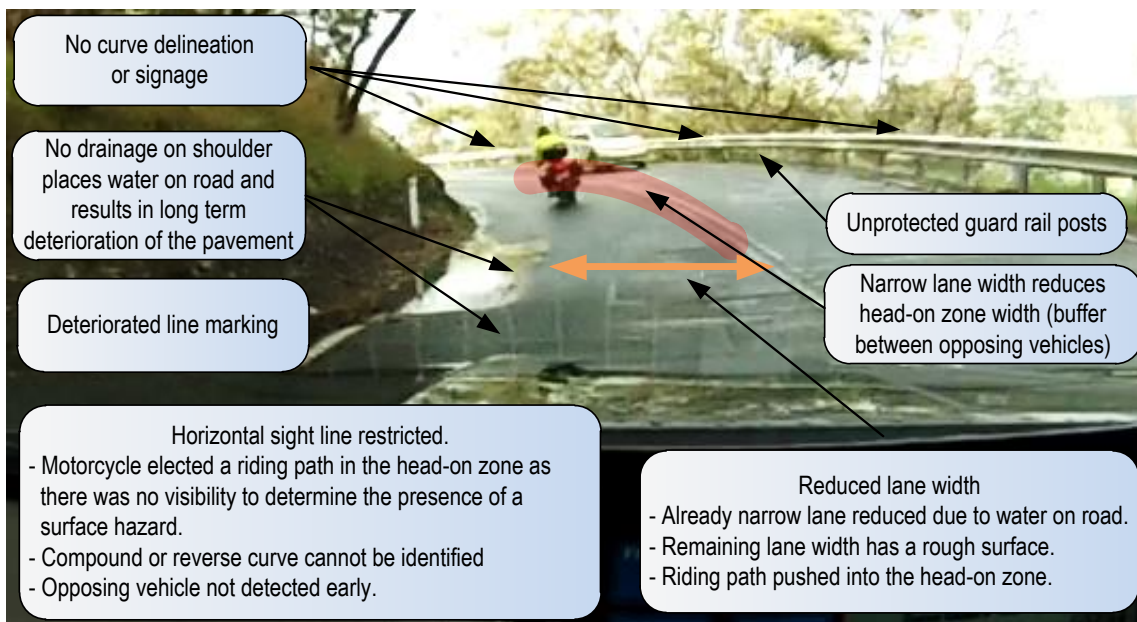 No curve delineation
or signage
No drainage on shoulder
places water on road and
results in long term
deterioration of the pavement
Deteriorated line marking
Unprotected guard rail posts
Narrow lane width reduces
head-on zone width (buffer
between opposing vehicles)
Horizontal sight line restricted.
- Motorcycle elected a riding path in the head-on zone as
there was no visibility to determine the presence of a
surface hazard.
- Compound or reverse curve cannot be identified
- Opposing vehicle not detected early.
Reduced lane width
- Already narrow lane reduced due to water on road.
- Remaining lane width has a rough surface.
- Riding path pushed into the head-on zone.